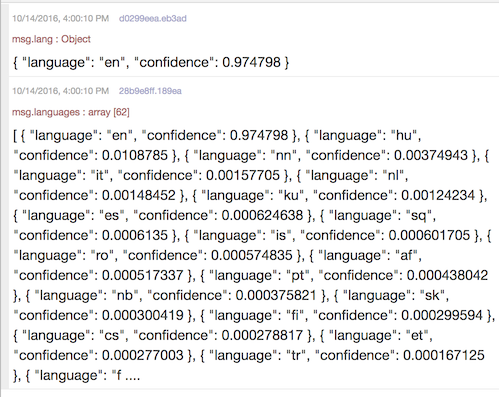 10/14/2016, 4:00:10 PM d0299eea.eb3ad
msg.lang : Object
{ "language": "en", "confidence": 0.974798 }
10/14/2016, 4:00:10 PM 28b9e8ff.189ea
msg.languages : array [62]
[ { "language": "en", "confidence": 0.974798 }, { "language": "hu",
"confidence": 0.0108785 }, { "language": "nn", "confidence": 0.00374943 }, {
"language": "it", "confidence": 0.00157705 }, { "language": "nl",
"confidence": 0.00148452 }, { "language": "ku", "confidence": 0.00124234 },
{ "language": "es", "confidence": 0.000624638 }, { "language": "sq",
"confidence": 0.0006135 }, { "language": "is", "confidence": 0.000601705 }, {
"language": "ro", "confidence": 0.000574835 }, { "language": "af",
"confidence": 0.000517337 }, { "language": "pt", "confidence": 0.000438042
}, { "language": "nb", "confidence": 0.000375821 }, { "language": "sk",
"confidence": 0.000300419 }, { "language": "fi", "confidence": 0.000299594 },
{ "language": "cs", "confidence": 0.000278817 }, { "language": "et",
"confidence": 0.000277003 }, { "language": "tr", "confidence": 0.000167125
}, { "language": "f ....